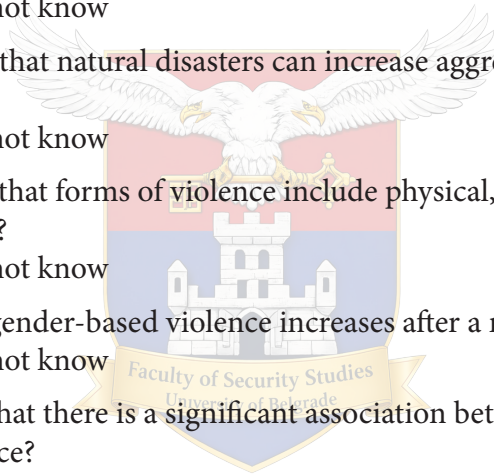 not know
that natural disasters can increase aggre
not know
that forms of violence include physical,
?
not know
gender-based violence increases after a
not know
Faculty of Security Studies
University of Belgrade
that there is a significant association bet
ce?